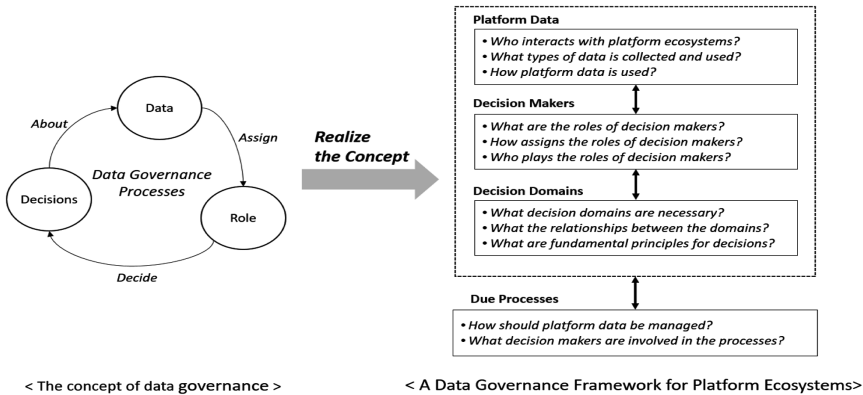 Data
About
Assign
Data Governance
Processes
Decisions
Role
Decide
< The concept of data governance >
Realize
the Concept
Platform Data
• Who interacts with platform ecosystems?
• What types of data is collected and used?
• How platform data is used?
Decision Makers
• What are the roles of decision makers?
• How assigns the roles of decision makers?
• Who plays the roles of decision makers?
Decision Domains
• What decision domains are necessary?
• What the relationships between the domains?
• What are fundamental principles for decisions?
Due Processes
• How should platform data be managed?
• What decision makers are involved in the processes?
< A Data Governance Framework for Platform Ecosystems>